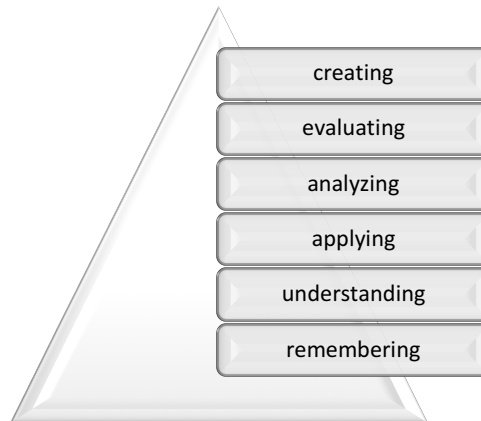 creating
evaluating
analyzing
applying
understanding
remembering